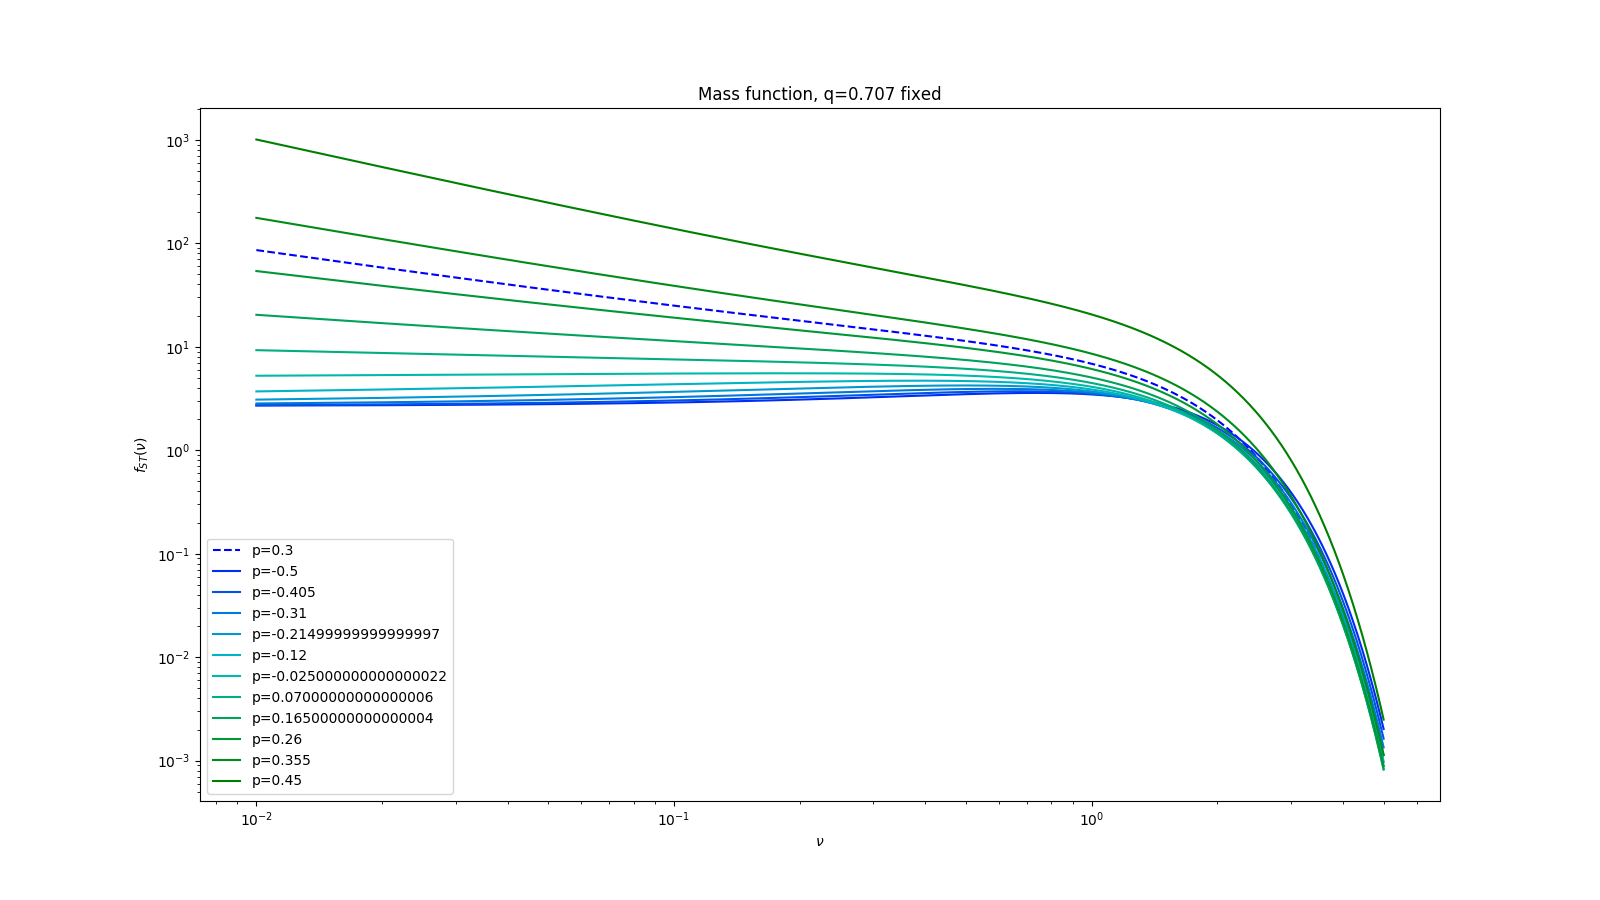 Mass function, q=0.707 fixed
10³
10²
10¹
10⁰
10⁻¹
10⁻²
10⁻³
f_ST(ν)
p=0.3
p=-0.5
p=-0.405
p=-0.31
p=-0.21499999999999997
p=-0.12
p=-0.025000000000000022
p=0.07000000000000006
p=0.16500000000000004
p=0.26
p=0.355
p=0.45
10⁻² 10⁻¹ 10⁰
ν